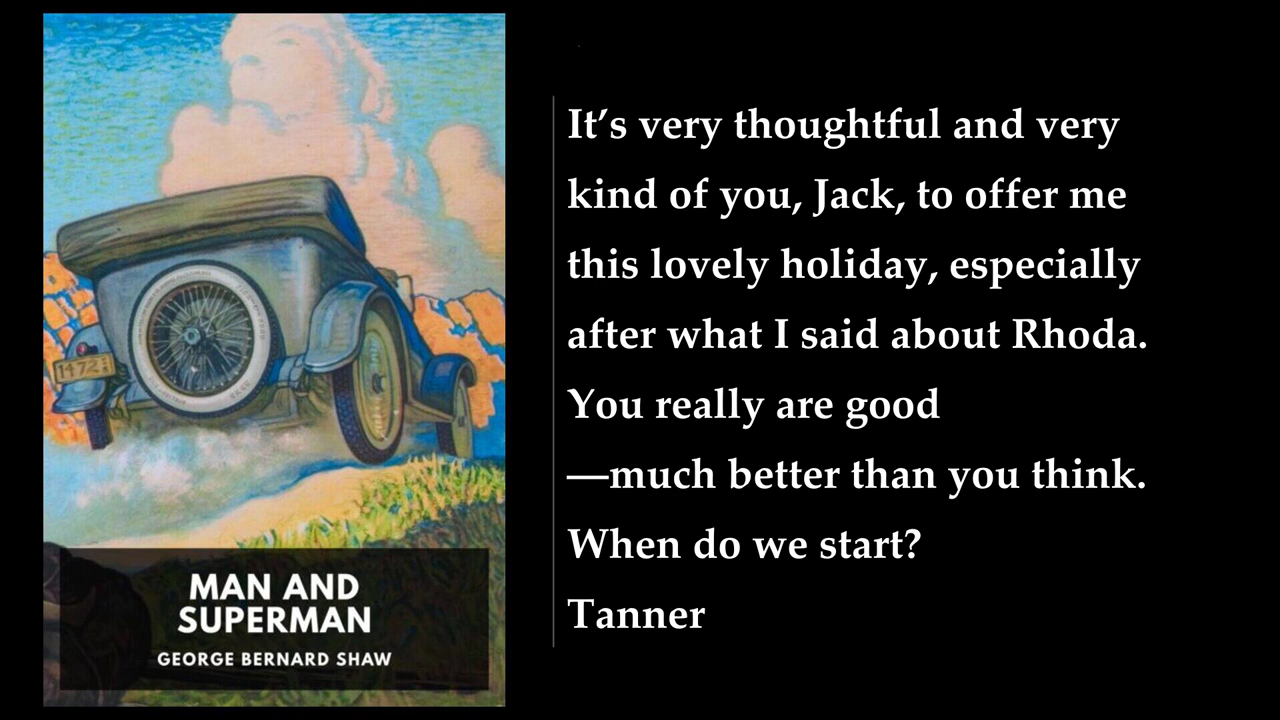 1472
MAN AND
SUPERMAN
GEORGE BERNARD SHAW
It’s very thoughtful and very
kind of you, Jack, to offer me
this lovely holiday, especially
after what I said about Rhoda.
You really are good
—much better than you think.
When do we start?
Tanner